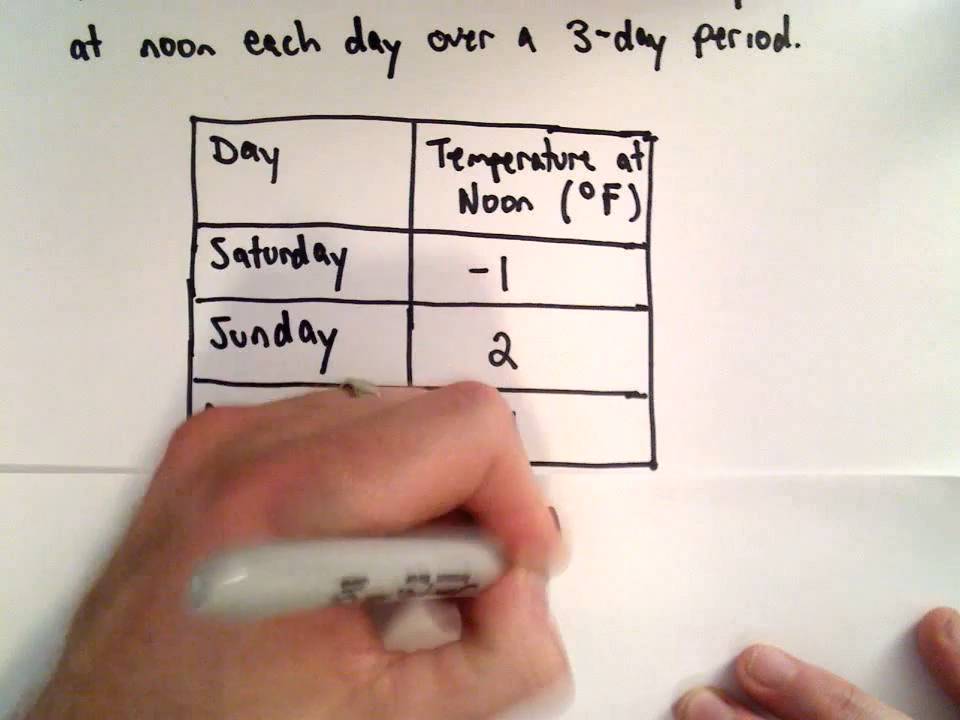 at noon each day over a 3-day period.
Day
Temperature at
Noon (°F)
Saturday
-1
Sunday
2